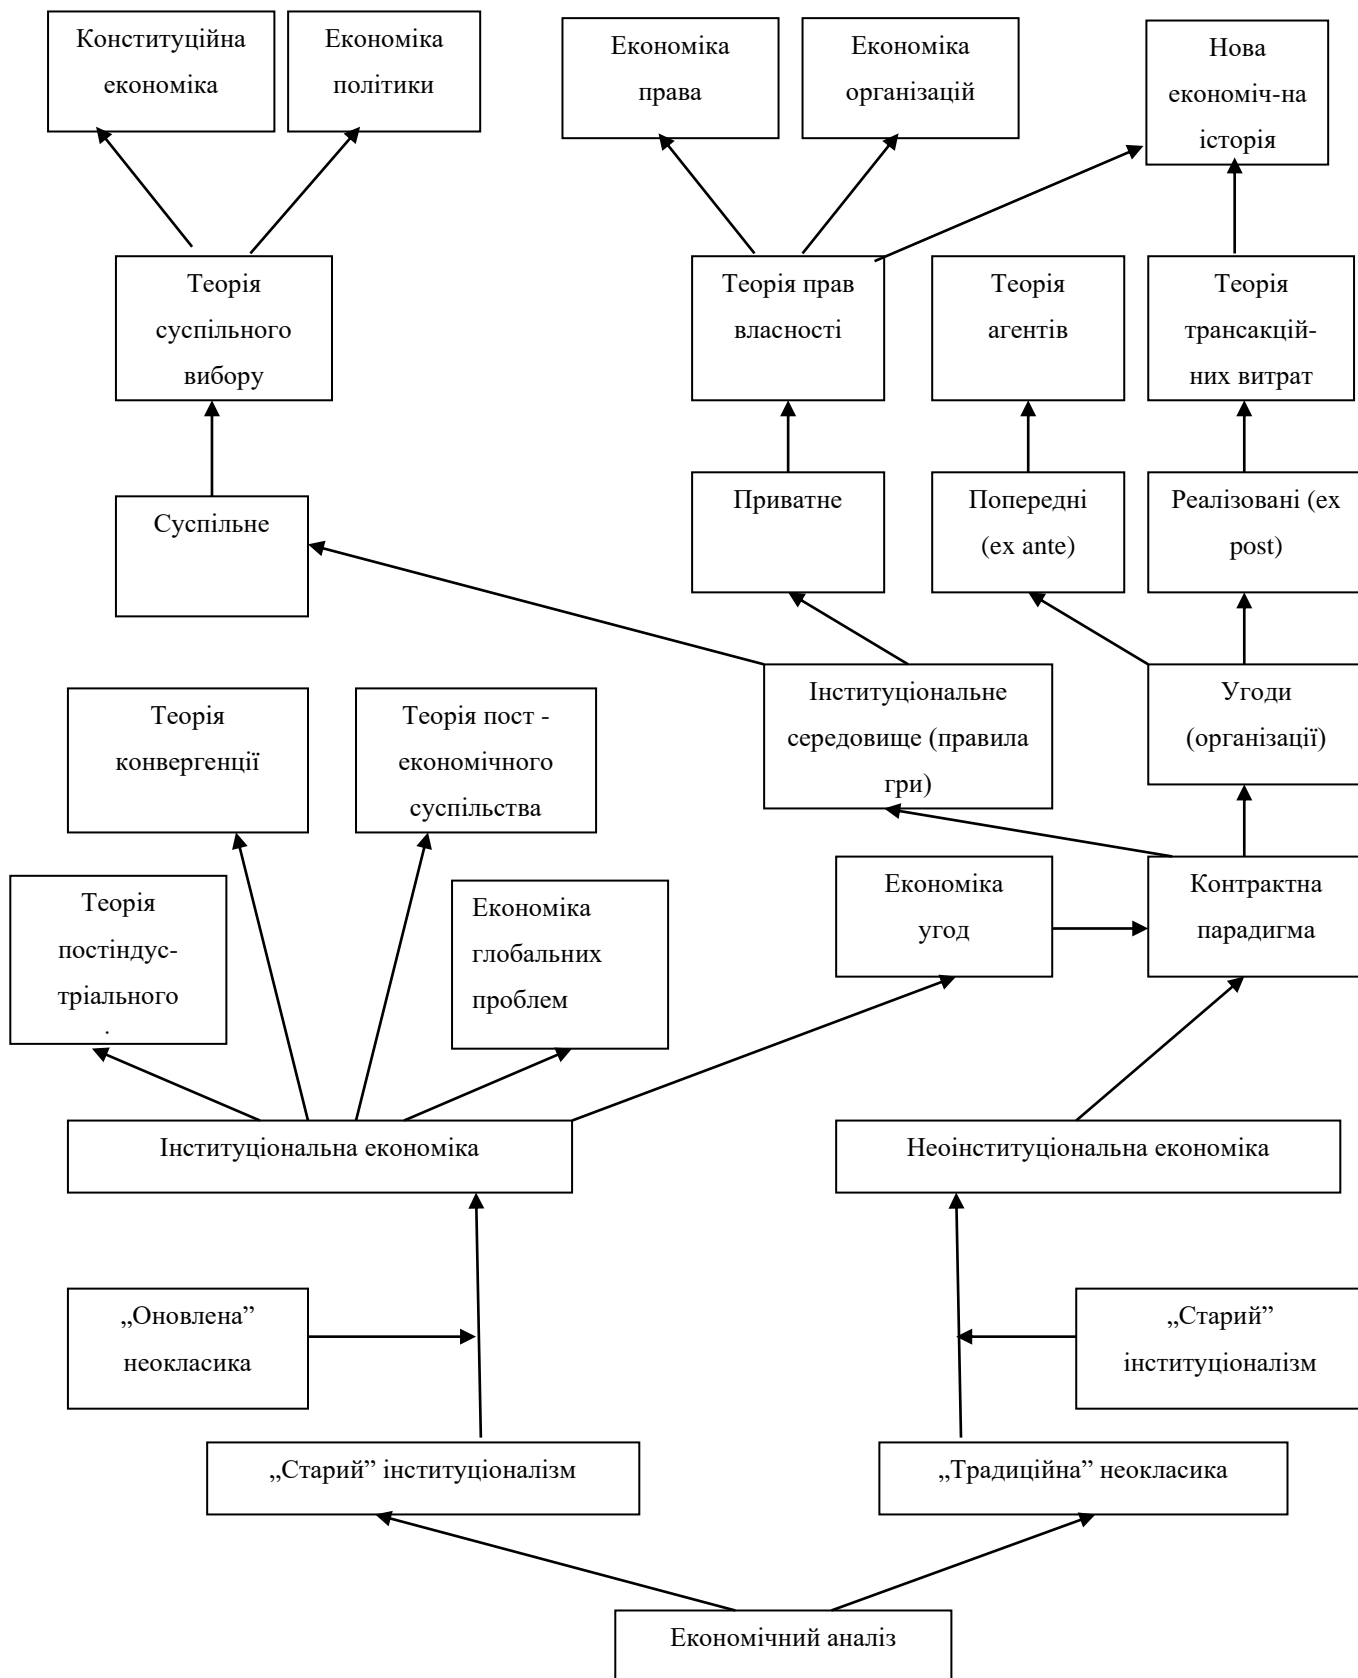 Конституційна
економіка
Економіка
політики
Економіка
права
Економіка
організацій
Нова
економіч-на
історія
Теорія
суспільного
вибору
Теорія прав
власності
Теорія
агентів
Теорія
трансакцій-
них витрат
Суспільне
Приватне
Попередні
(ex ante)
Реалізовані (ex
post)
Теорія
конвергенції
Теорія пост -
економічного
суспільства
Інституціональне
середовище (правила
гри)
Угоди
(організації)
Теорія
постіндус-
тріального
Економіка
глобальних
проблем
Економіка
угод
Контрактна
парадигма
Інституціональна економіка
Неоінституціональна економіка
„Оновлена”
неокласика
„Старий”
інституціоналізм
„Старий” інституціоналізм
„Традиційна” неокласика
Економічний аналіз